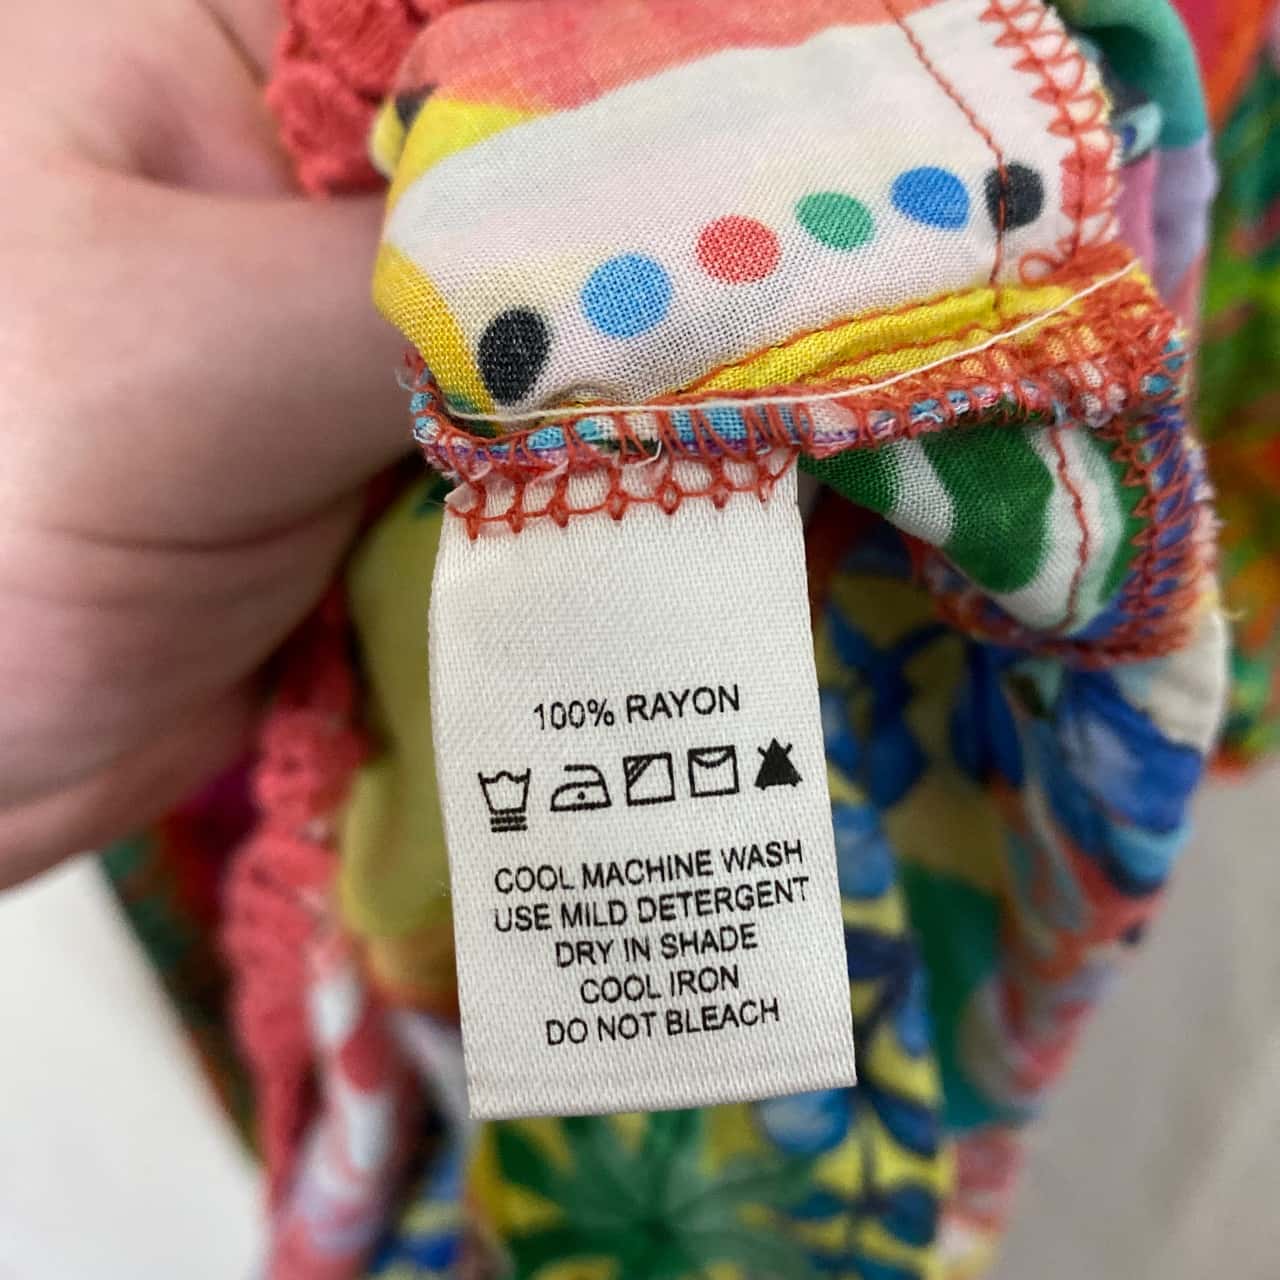 100% RAYON
COOL MACHINE WASH
USE MILD DETERGENT
DRY IN SHADE
COOL IRON
DO NOT BLEACH